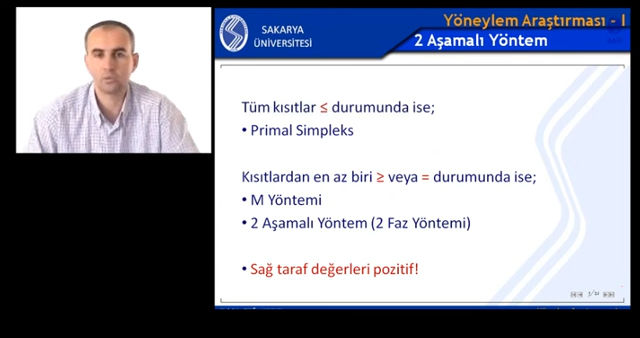 SAKARYA
ÜNİVERSİTESİ
Yöneylem Araştırması - I
2 Aşamalı Yöntem
Tüm kısıtlar ≤ durumunda ise;
• Primal Simpleks
Kısıtlardan en az biri ≥ veya = durumunda ise;
• M Yöntemi
• 2 Aşamalı Yöntem (2 Faz Yöntemi)
• Sağ taraf değerleri pozitif!